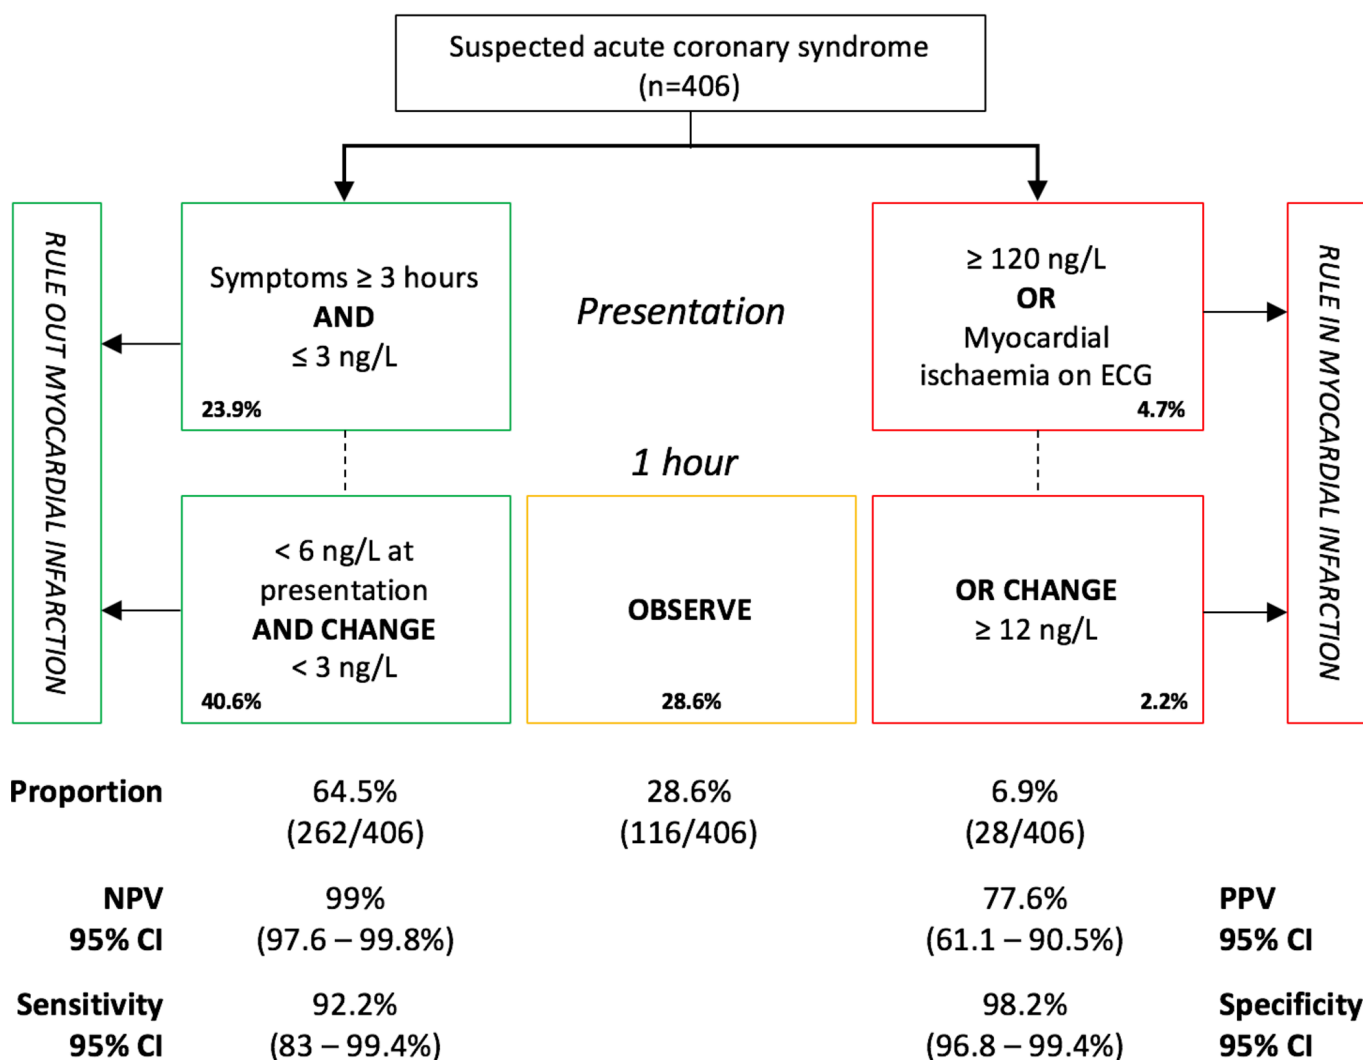 Suspected acute coronary syndrome
(n=406)
RULE OUT MYOCARDIAL INFARCTION
Symptoms ≥ 3 hours
AND
≤ 3 ng/L
23.9%
Presentation
≥ 120 ng/L
OR
Myocardial
ischaemia on ECG
4.7%
RULE IN MYOCARDIAL INFARCTION
1 hour
< 6 ng/L at
presentation
AND CHANGE
< 3 ng/L
40.6%
OBSERVE
28.6%
OR CHANGE
≥ 12 ng/L
2.2%
Proportion 64.5% 28.6% 6.9%
(262/406) (116/406) (28/406)
NPV 99% 77.6% PPV
95% CI (97.6 – 99.8%) (61.1 – 90.5%) 95% CI
Sensitivity 92.2% 98.2% Specificity
95% CI (83 – 99.4%) (96.8 – 99.4%) 95% CI